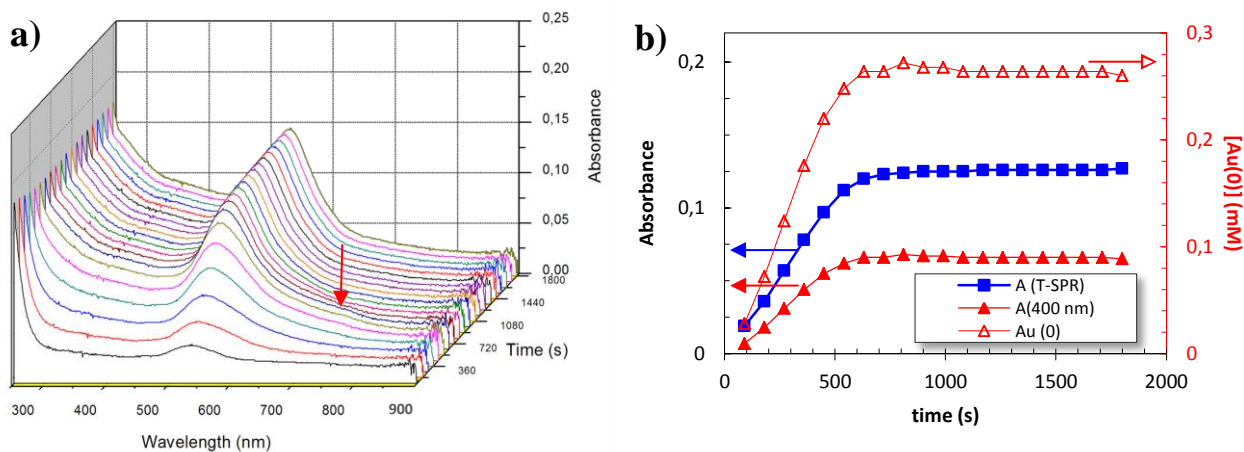 a)
0,25
0,20
0,15
0,10
0,05
0,00
Absorbance
1800
1440
1080
720
360
Time (s)
300 400 500 600 700 800 900
Wavelength (nm)
b)
0,2
0,1
0
Absorbance
0,3
0,2
0,1
0
[Au(0)] (mM)
A (T-SPR)
A(400 nm)
Au (0)
0 500 1000 1500 2000
time (s)